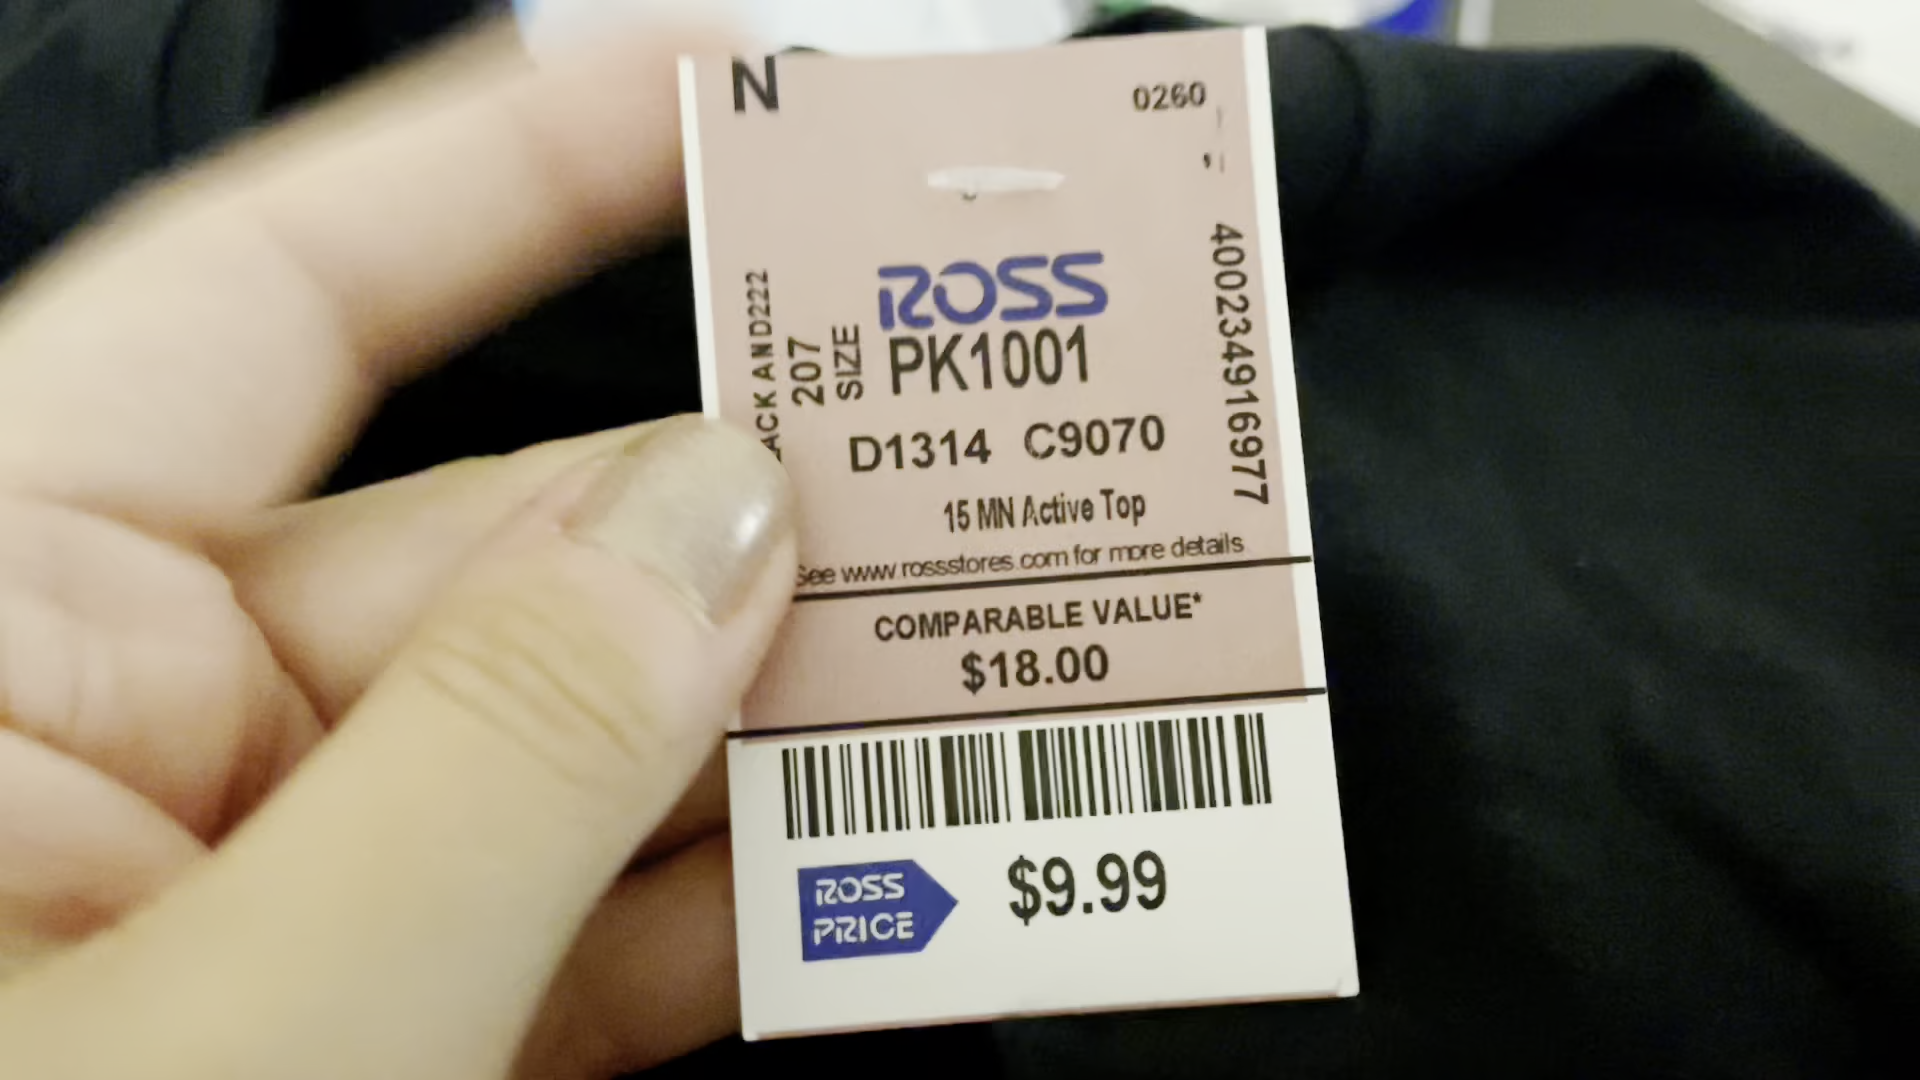 N
0260
ROSS
PK1001
AND222
207
SIZE
400234916977
D1314 C9070
15 MN Active Top
See www.rossstores.com for more details
COMPARABLE VALUE*
$18.00
ROSS
PRICE
$9.99